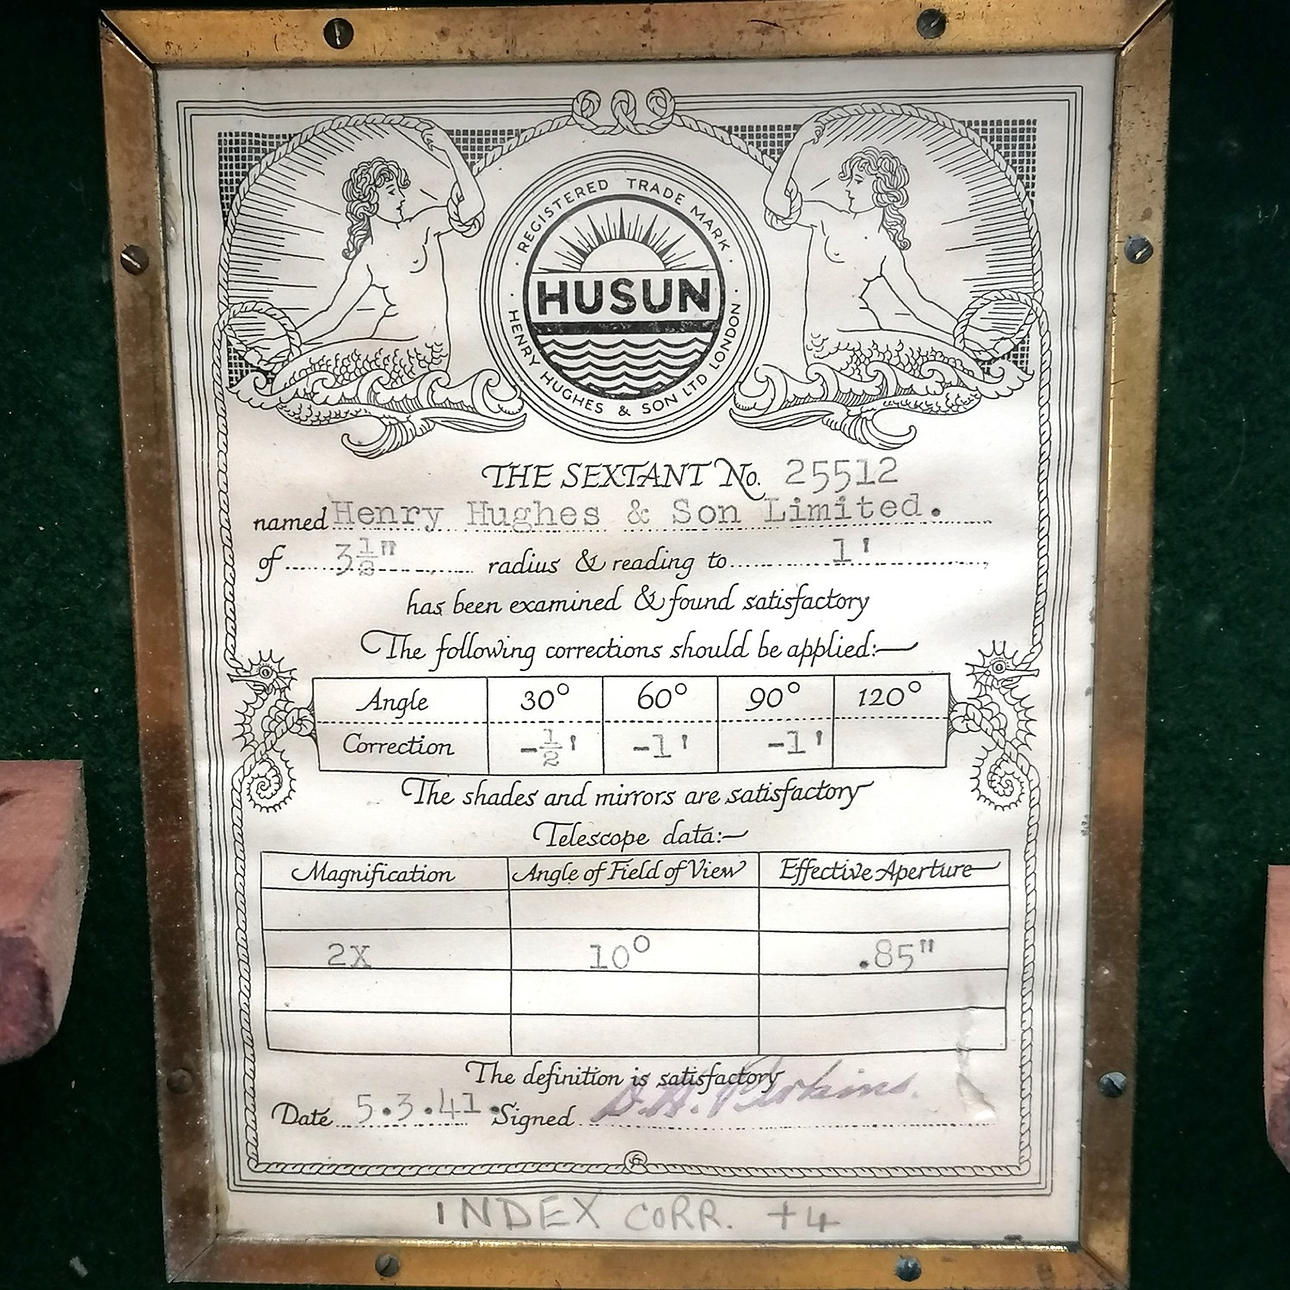 REGISTERED TRADE MARK
HUSUN
HENRY HUGHES & SON LTD LONDON
THE SEXTANT No. 25512
named Henry Hughes & Son Limited.
of 3½" radius & reading to 1'
has been examined & found satisfactory
The following corrections should be applied:—
Angle 30° 60° 90° 120°
Correction -½' -1' -1'
The shades and mirrors are satisfactory
Telescope data:—
Magnification Angle of Field of View Effective Aperture
2X 10° .85"
The definition is satisfactory
Date 5.3.41. Signed D.H. Perkins.
INDEX CORR. +4